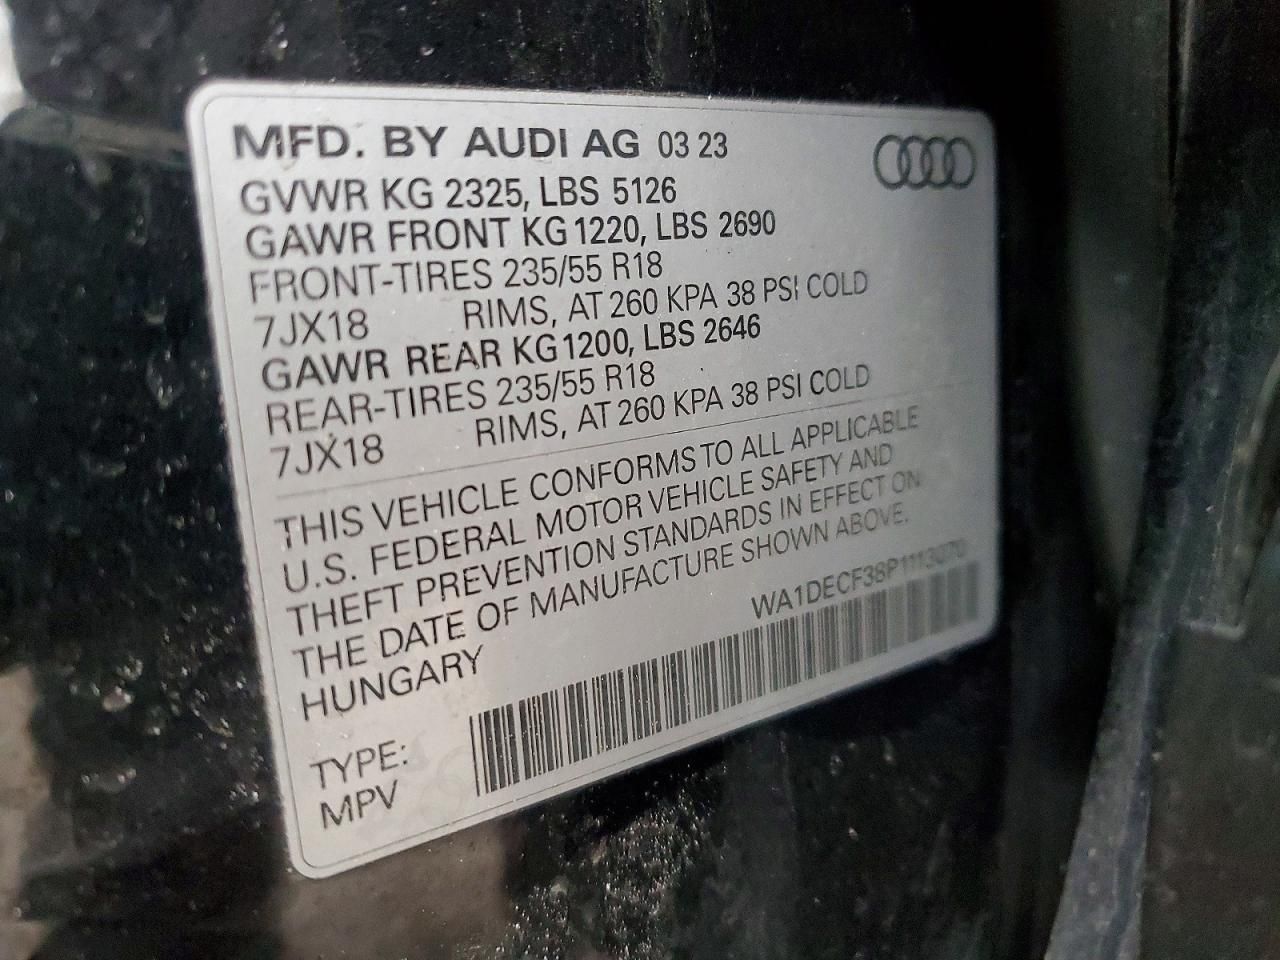 MFD. BY AUDI AG 03 23
GVWR KG 2325, LBS 5126
GAWR FRONT KG 1220, LBS 2690
FRONT-TIRES 235/55 R18
7JX18 RIMS, AT 260 KPA 38 PSI COLD
GAWR REAR KG 1200, LBS 2646
REAR-TIRES 235/55 R18
7JX18 RIMS, AT 260 KPA 38 PSI COLD
THIS VEHICLE CONFORMS TO ALL APPLICABLE
U.S. FEDERAL MOTOR VEHICLE SAFETY AND
THEFT PREVENTION STANDARDS IN EFFECT ON
THE DATE OF MANUFACTURE SHOWN ABOVE.
HUNGARY
WA1DECF38P1113070
TYPE:
MPV